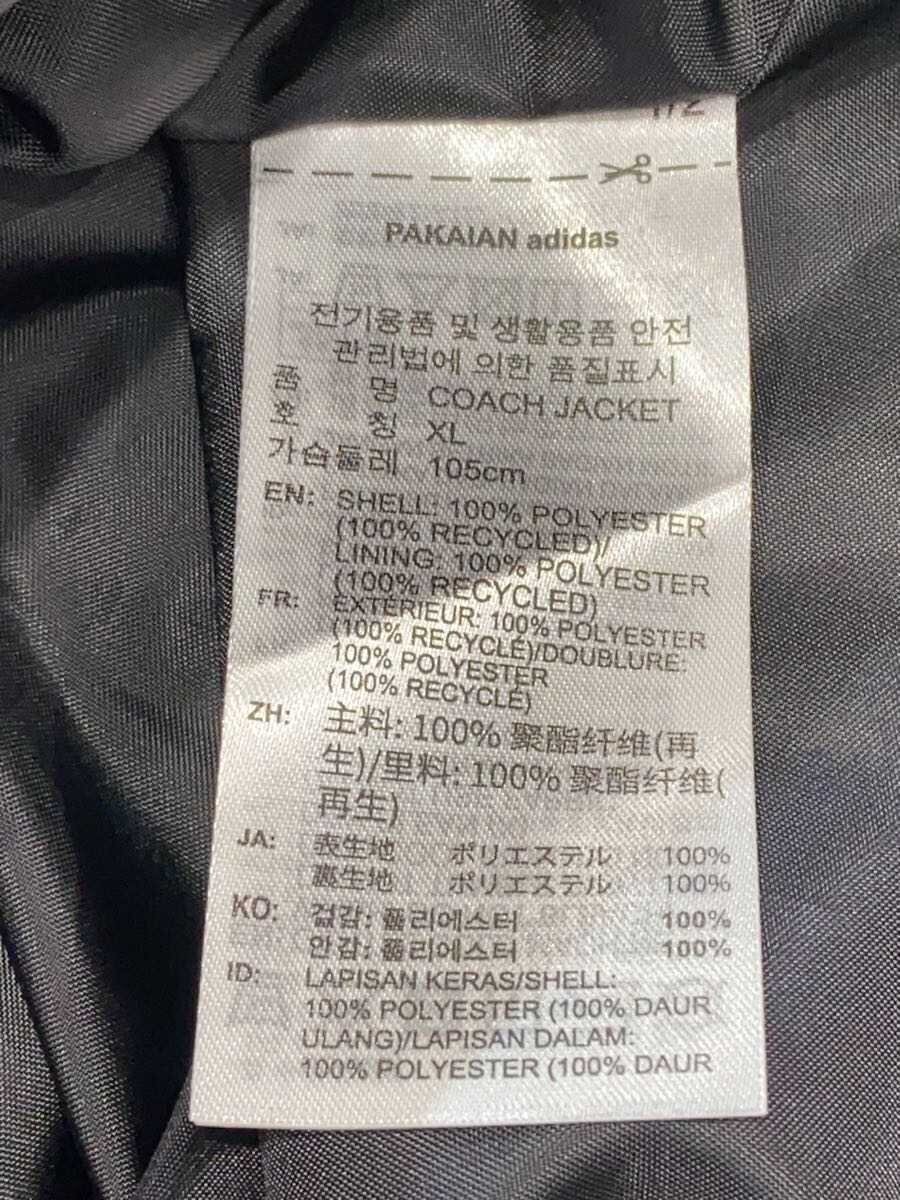 PAKAIAN adidas
전기용품 및 생활용품 안전
관리법에 의한 품질표시
품 명 COACH JACKET
호 칭 XL
가슴둘레 105cm
EN: SHELL: 100% POLYESTER
(100% RECYCLED)/
LINING: 100% POLYESTER
(100% RECYCLED)
FR: EXTÉRIEUR: 100% POLYESTER
(100% RECYCLÉ)/DOUBLURE:
100% POLYESTER
(100% RECYCLÉ)
ZH: 主料: 100% 聚酯纤维(再
生)/里料: 100% 聚酯纤维(
再生)
JA: 表生地 ポリエステル 100%
裏生地 ポリエステル 100%
KO: 겉감: 폴리에스터 100%
안감: 폴리에스터 100%
ID: LAPISAN KERAS/SHELL:
100% POLYESTER (100% DAUR
ULANG)/LAPISAN DALAM:
100% POLYESTER (100% DAUR